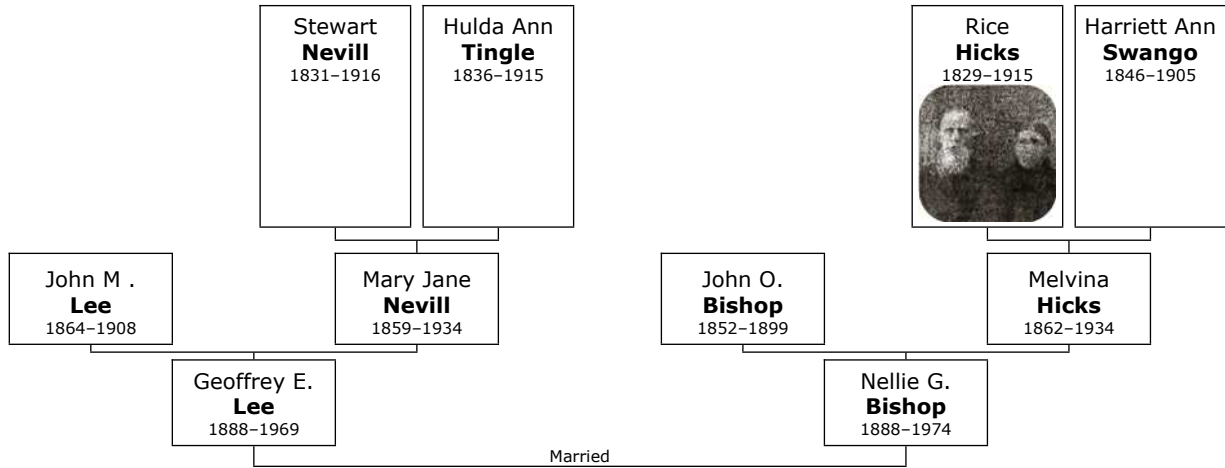 Stewart
Nevill
1831–1916
Hulda Ann
Tingle
1836–1915
Rice
Hicks
1829–1915
Harriett Ann
Swango
1846–1905
John M .
Lee
1864–1908
Mary Jane
Nevill
1859–1934
John O.
Bishop
1852–1899
Melvina
Hicks
1862–1934
Geoffrey E.
Lee
1888–1969
Nellie G.
Bishop
1888–1974
Married